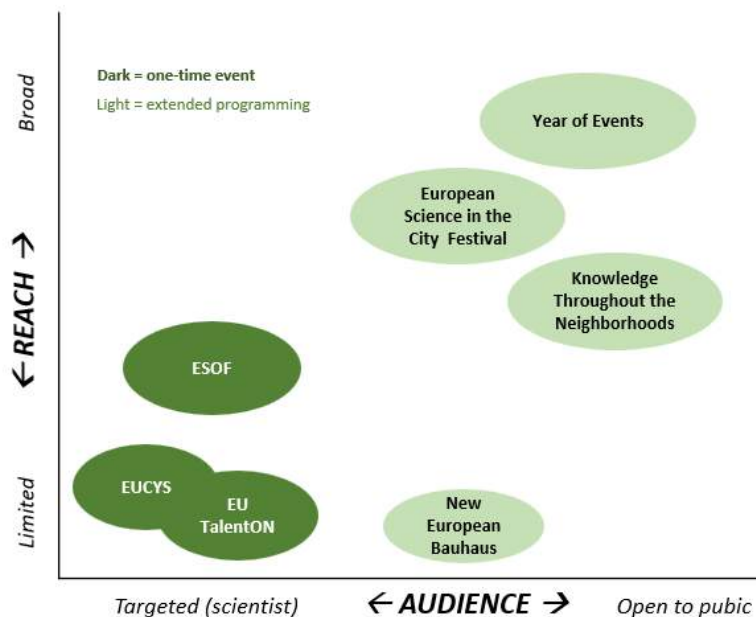 Broad
← REACH →
Limited
Dark = one-time event
Light = extended programming
Year of Events
European
Science in the
City Festival
Knowledge
Throughout the
Neighborhoods
ESOF
EUCYS
EU
TalentON
New
European
Bauhaus
Targeted (scientist)
← AUDIENCE →
Open to pubic